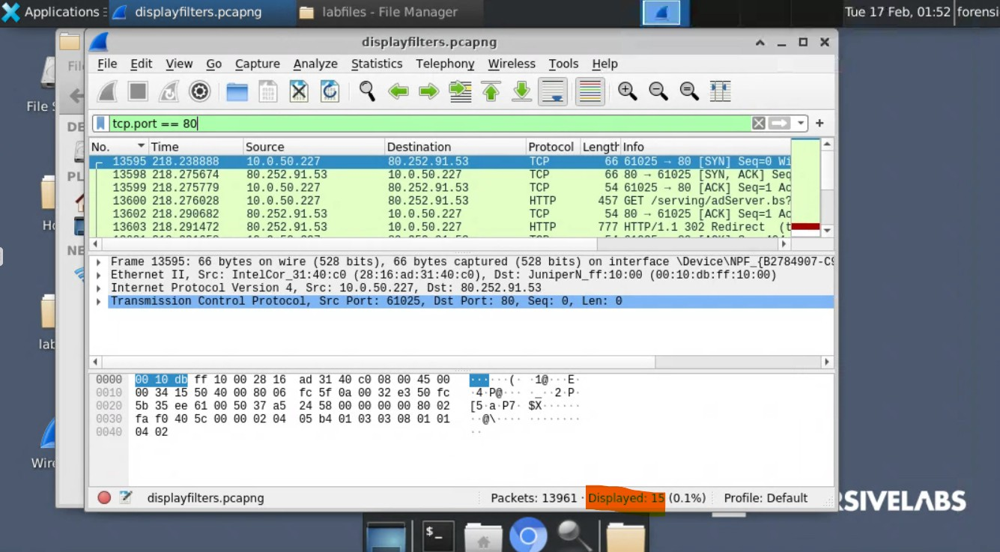 Applications displayfilters.pcapng labfiles - File Manager Tue 17 Feb, 01:52 forensi
displayfilters.pcapng
File Edit View Go Capture Analyze Statistics Telephony Wireless Tools Help
File S
tcp.port == 80
No. Time Source Destination Protocol Length Info
13595 218.238888 10.0.50.227 80.252.91.53 TCP 66 61025 → 80 [SYN] Seq=0 Wi
13598 218.275674 80.252.91.53 10.0.50.227 TCP 66 80 → 61025 [SYN, ACK] Seq
13599 218.275779 10.0.50.227 80.252.91.53 TCP 54 61025 → 80 [ACK] Seq=1 Ac
13600 218.276028 10.0.50.227 80.252.91.53 HTTP 457 GET /serving/adServer.bs?
13602 218.290682 80.252.91.53 10.0.50.227 TCP 54 80 → 61025 [ACK] Seq=1 Ac
13603 218.291472 80.252.91.53 10.0.50.227 HTTP 777 HTTP/1.1 302 Redirect (t
Fil
DE
PL
Ho
NE
Frame 13595: 66 bytes on wire (528 bits), 66 bytes captured (528 bits) on interface \Device\NPF_{B2784907-C9
Ethernet II, Src: IntelCor_31:40:c0 (28:16:ad:31:40:c0), Dst: JuniperN_ff:10:00 (00:10:db:ff:10:00)
Internet Protocol Version 4, Src: 10.0.50.227, Dst: 80.252.91.53
Transmission Control Protocol, Src Port: 61025, Dst Port: 80, Seq: 0, Len: 0
lab
0000 00 10 db ff 10 00 28 16 ad 31 40 c0 08 00 45 00 ······(· ·1@···E·
0010 00 34 15 50 40 00 80 06 fc 5f 0a 00 32 e3 50 fc ·4·P@··· ·_··2·P·
0020 5b 35 ee 61 00 50 37 a5 24 58 00 00 00 00 80 02 [5·a·P7· $X······
0030 fa f0 40 5c 00 00 02 04 05 b4 01 03 03 08 01 01 ··@\···· ········
0040 04 02 ··
Wire
displayfilters.pcapng Packets: 13961 · Displayed: 15 (0.1%) Profile: Default
RSIVELABS
$_